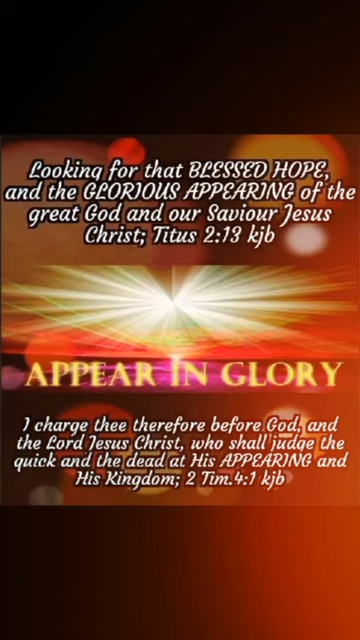 Looking for that BLESSED HOPE,
and the GLORIOUS APPEARING of the
great God and our Saviour Jesus
Christ; Titus 2:13 kjb
APPEAR IN GLORY
I charge thee therefore before God, and
the Lord Jesus Christ, who shall judge the
quick and the dead at His APPEARING and
His Kingdom; 2 Tim.4:1 kjb